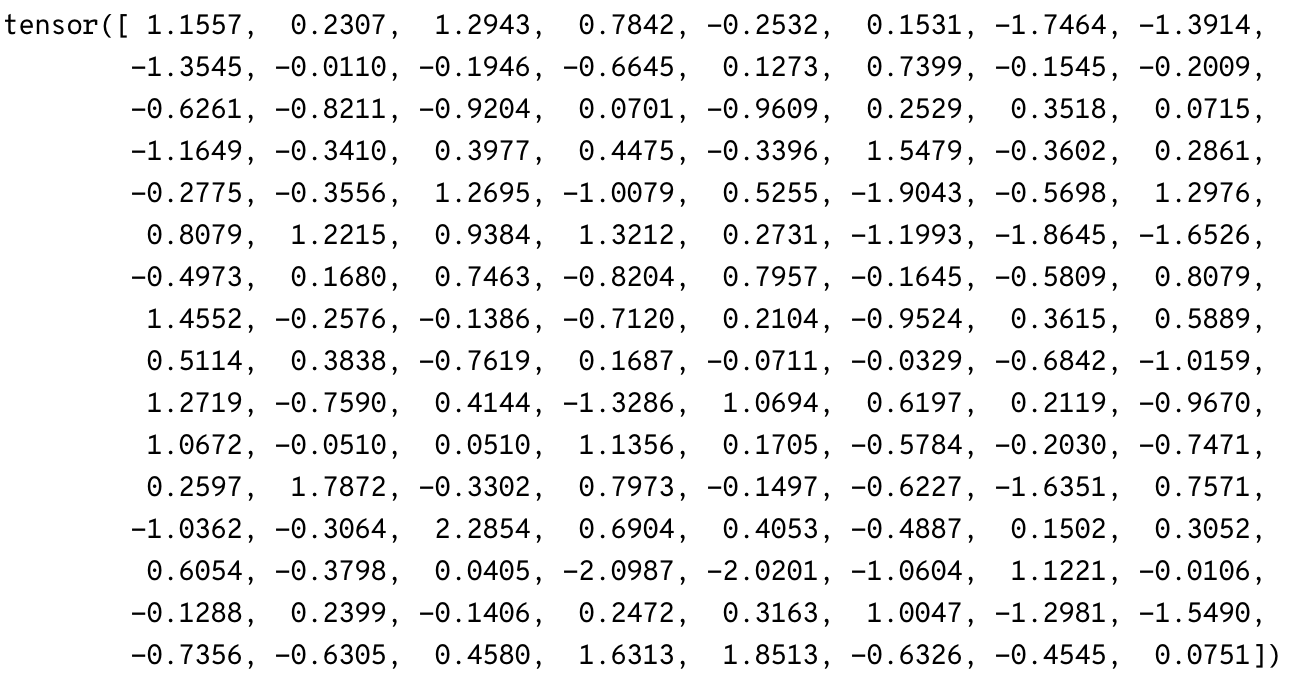 tensor([ 1.1557,  0.2307,  1.2943,  0.7842, -0.2532,  0.1531, -1.7464, -1.3914,
        -1.3545, -0.0110, -0.1946, -0.6645,  0.1273,  0.7399, -0.1545, -0.2009,
        -0.6261, -0.8211, -0.9204,  0.0701, -0.9609,  0.2529,  0.3518,  0.0715,
        -1.1649, -0.3410,  0.3977,  0.4475, -0.3396,  1.5479, -0.3602,  0.2861,
        -0.2775, -0.3556,  1.2695, -1.0079,  0.5255, -1.9043, -0.5698,  1.2976,
         0.8079,  1.2215,  0.9384,  1.3212,  0.2731, -1.1993, -1.8645, -1.6526,
        -0.4973,  0.1680,  0.7463, -0.8204,  0.7957, -0.1645, -0.5809,  0.8079,
         1.4552, -0.2576, -0.1386, -0.7120,  0.2104, -0.9524,  0.3615,  0.5889,
         0.5114,  0.3838, -0.7619,  0.1687, -0.0711, -0.0329, -0.6842, -1.0159,
         1.2719, -0.7590,  0.4144, -1.3286,  1.0694,  0.6197,  0.2119, -0.9670,
         1.0672, -0.0510,  0.0510,  1.1356,  0.1705, -0.5784, -0.2030, -0.7471,
         0.2597,  1.7872, -0.3302,  0.7973, -0.1497, -0.6227, -1.6351,  0.7571,
        -1.0362, -0.3064,  2.2854,  0.6904,  0.4053, -0.4887,  0.1502,  0.3052,
         0.6054, -0.3798,  0.0405, -2.0987, -2.0201, -1.0604,  1.1221, -0.0106,
        -0.1288,  0.2399, -0.1406,  0.2472,  0.3163,  1.0047, -1.2981, -1.5490,
        -0.7356, -0.6305,  0.4580,  1.6313,  1.8513, -0.6326, -0.4545,  0.0751])